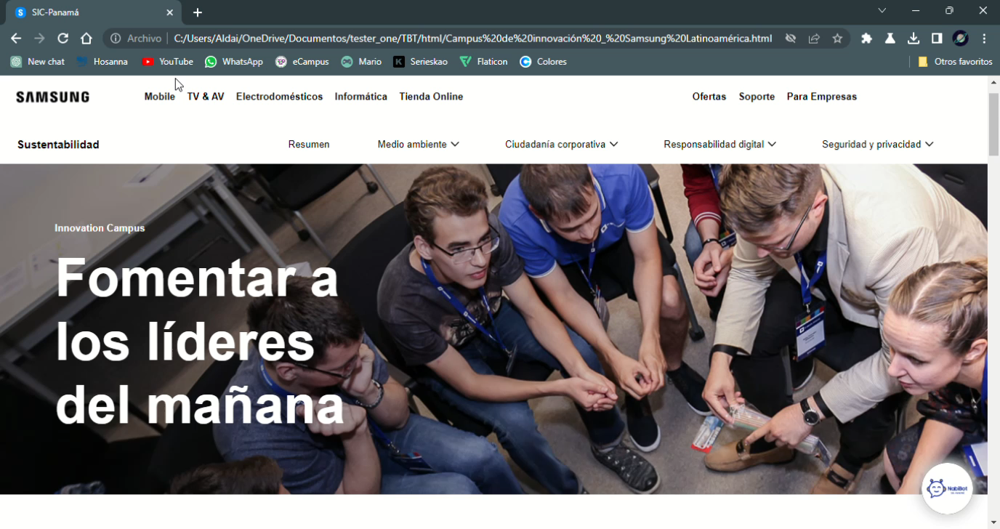 SIC-Panamá
Archivo
C:/Users/Aldai/OneDrive/Documentos/tester_one/TBT/html/Campus%20de%20innovación%20_%20Samsung%20Latinoamérica.html
New chat Hosanna YouTube WhatsApp eCampus Mario Serieskao Flaticon Colores Otros favoritos
SAMSUNG Mobile TV & AV Electrodomésticos Informática Tienda Online Ofertas Soporte Para Empresas
Sustentabilidad Resumen Medio ambiente Ciudadanía corporativa Responsabilidad digital Seguridad y privacidad
Innovation Campus
Fomentar a
los líderes
del mañana
NabiBot